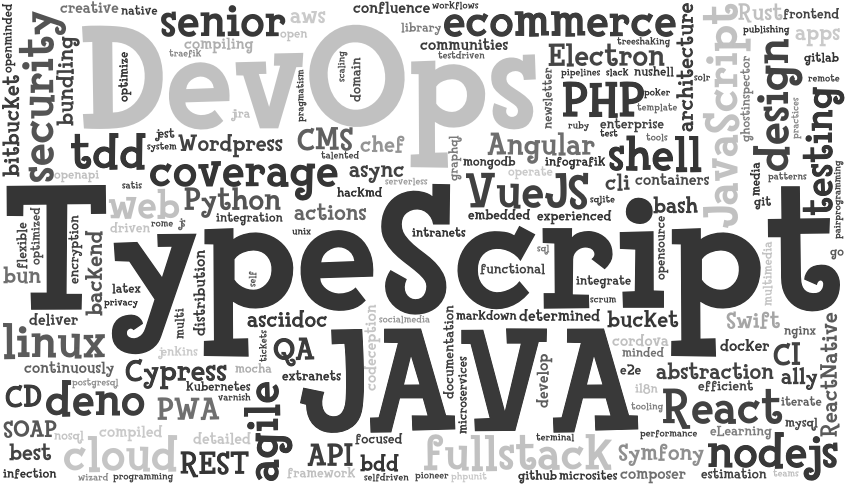 creative
native
senior
aws
open
confluence
workflows
ecommerce
JavaScript
Rust
frontend
publishing
apps
openminded
bitbucket
security
bundling
DevOps
optimize
compiling
traefik
pragmatism
scaling
domain
library
communities
testdriven
treeshaking
Electron
pipelines
slack
nushell
solr
architecture
ghostinspector
design
practices
gitlab
remote
jira
newsletter
PHP
poker
template
ruby
enterprise
test
tools
testing
tdd
jest
system
Wordpress
CMS
talented
chef
graphql
mongodb
Angular
infografik
shell
openapi
satis
coverage
async
serverless
hackmd
operate
VueJS
sqlite
cli
containers
eq
media
git
patterns
pairprogramming
web
driven
rome
js
Python
integration
actions
unix
intranets
embedded
experienced
bash
TypeScript
flexible
optimized
encryption
backend
bun
latex
privacy
deliver
multi
distribution
self
functional
sql
integrate
scrum
opensource
multimedia
go
linux
jenkins
asciidoc
tickets
QA
codeception
socialmedia
markdown
determined
bucket
cordova
minded
Swift
docker
nginx
CI
ally
ReactNative
continuously
postgresql
Cypress
Kubernetes
varnish
mocha
extranets
JAVA
documentation
microservices
develop
e2e
i18n
tooling
abstraction
efficient
iterate
mysql
CD
deno
PWA
agile
React
SOAP
nosql
compiled
detailed
API
focused
bdd
selfdriven
fullstack
terminal
performance
eLearning
best
infection
cloud
wizard
programming
REST
framework
pioneer
phpunit
github
microsites
Symfony
composer
nodejs
estimation
teams